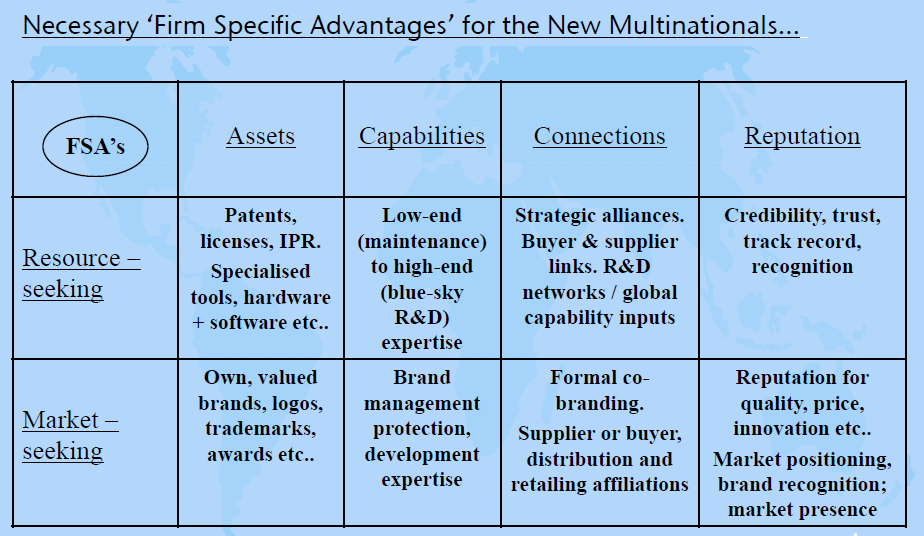 Necessary ‘Firm Specific Advantages’ for the New Multinationals…
FSA’s
Assets
Capabilities
Connections
Reputation
Resource –
seeking
Patents,
licenses, IPR.
Specialised
tools, hardware
+ software etc..
Low-end
(maintenance)
to high-end
(blue-sky
R&D)
expertise
Strategic alliances.
Buyer & supplier
links. R&D
networks / global
capability inputs
Credibility, trust,
track record,
recognition
Market –
seeking
Own, valued
brands, logos,
trademarks,
awards etc..
Brand
management
protection,
development
expertise
Formal co-
branding.
Supplier or buyer,
distribution and
retailing affiliations
Reputation for
quality, price,
innovation etc..
Market positioning,
brand recognition;
market presence